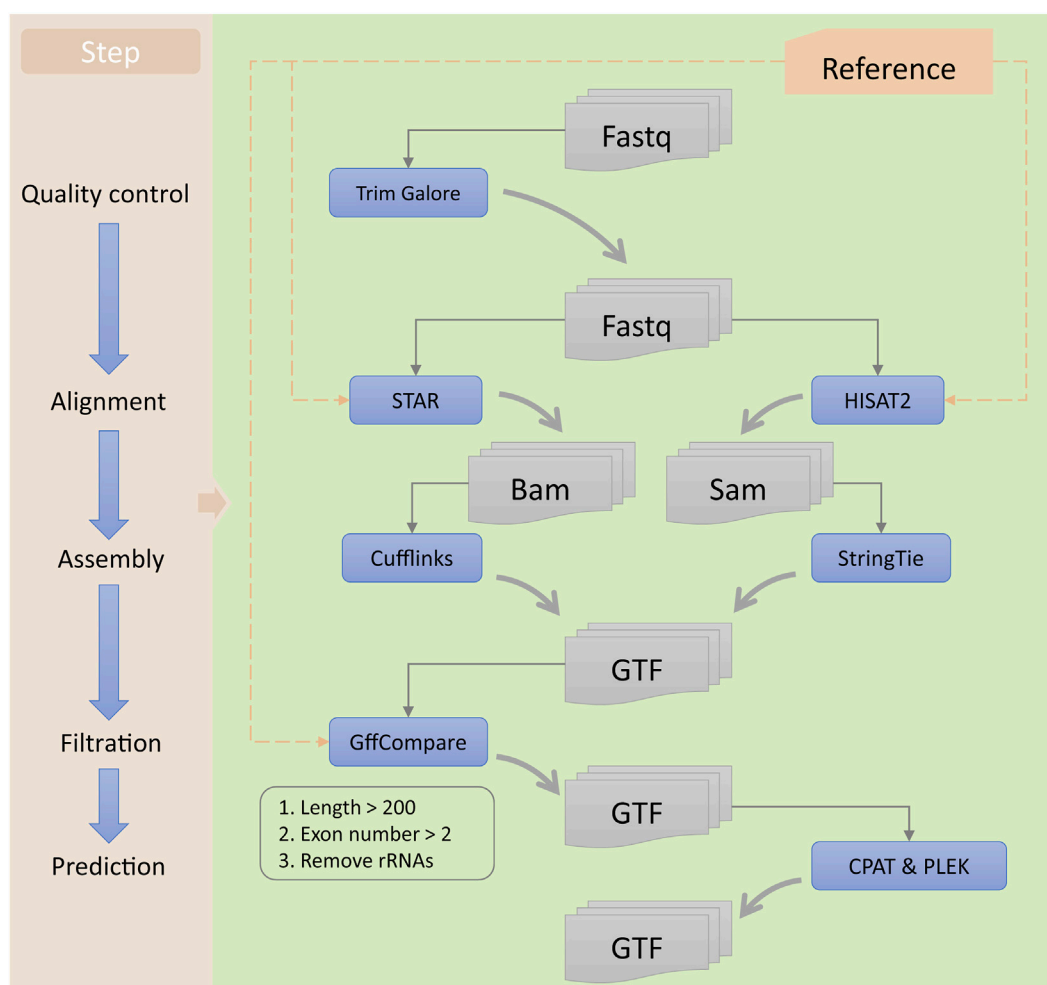 Step
Reference
Fastq
Quality control
Trim Galore
Fastq
Alignment
STAR
HISAT2
Bam
Sam
Assembly
Cufflinks
StringTie
GTF
Filtration
GffCompare
1. Length > 200
2. Exon number > 2
3. Remove rRNAs
GTF
Prediction
CPAT & PLEK
GTF